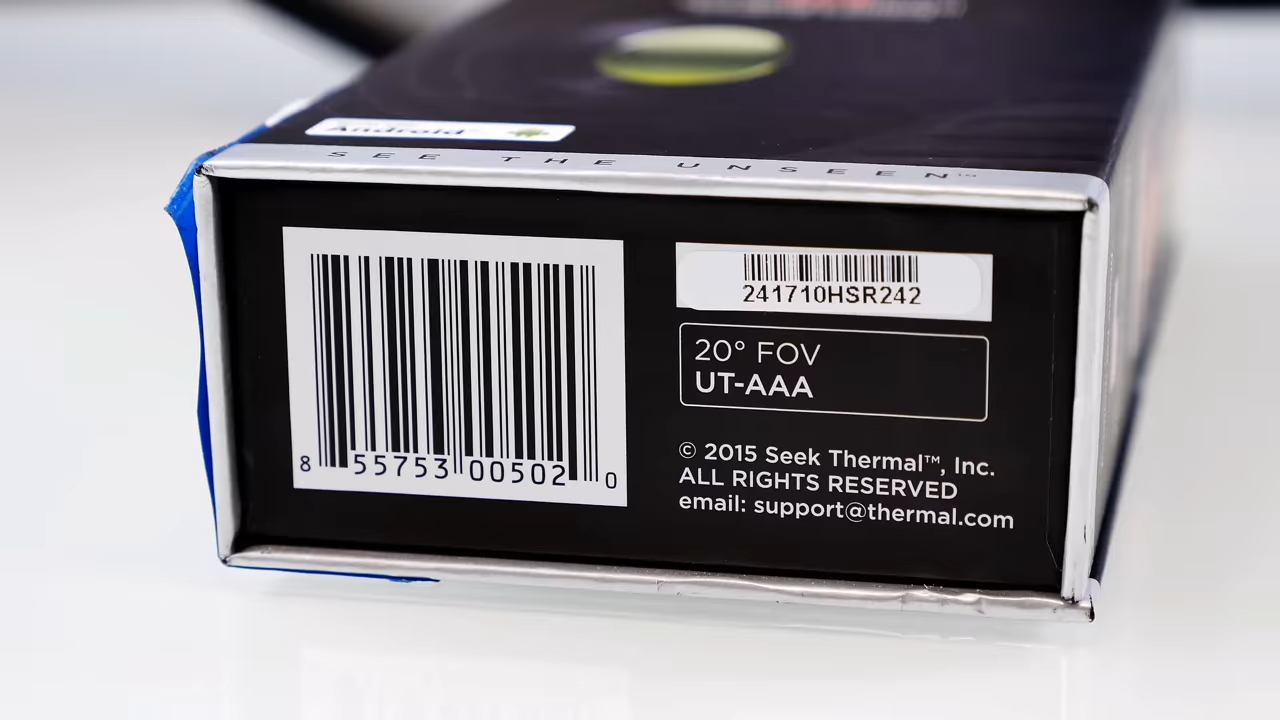 Android™
SEE THE UNSEEN™
8 55753 00502 0
241710HSR242
20° FOV
UT-AAA
© 2015 Seek Thermal™, Inc.
ALL RIGHTS RESERVED
email: support@thermal.com